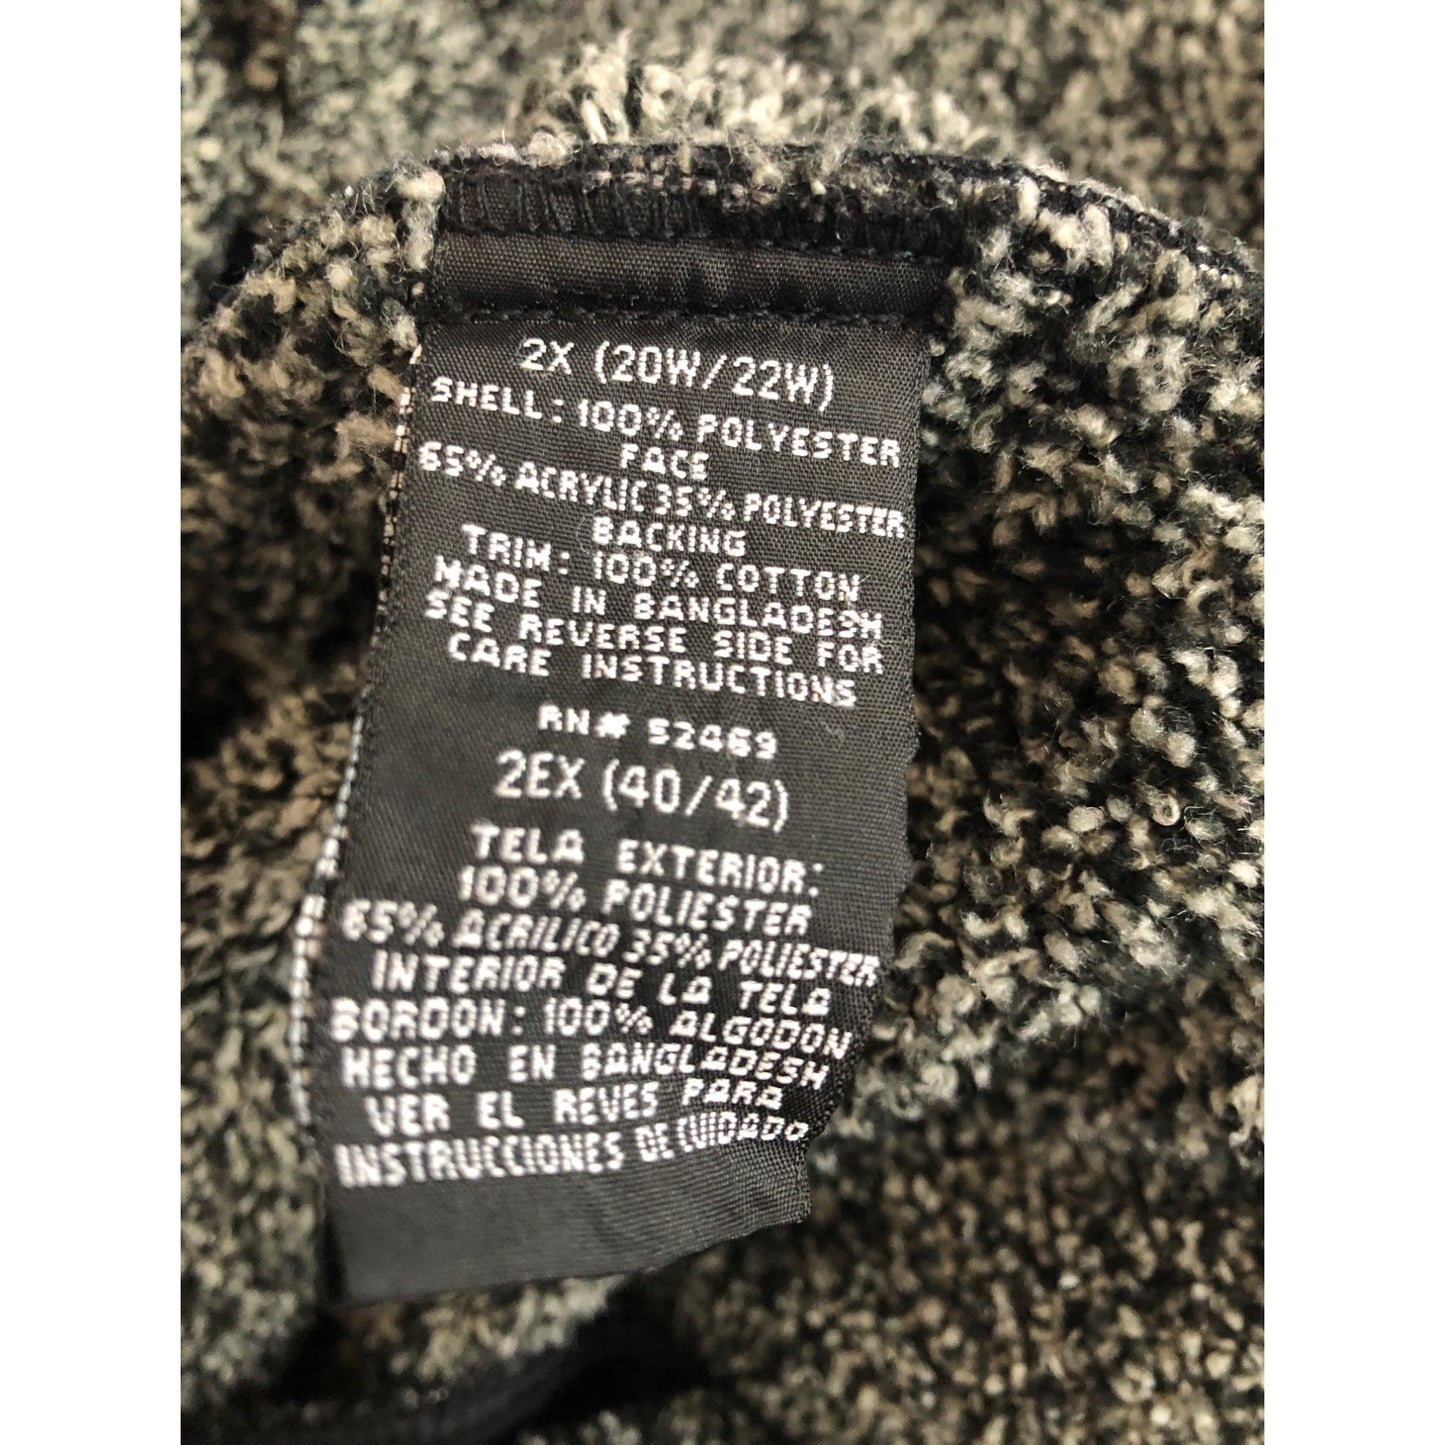 2X (20W/22W)
SHELL: 100% POLYESTER
FACE
65% ACRYLIC 35% POLYESTER
BACKING
TRIM: 100% COTTON
MADE IN BANGLADESH
SEE REVERSE SIDE FOR
CARE INSTRUCTIONS
RN# 52469
2EX (40/42)
TELA EXTERIOR:
100% POLIESTER
65% ACRILICO 35% POLIESTER
INTERIOR DE LA TELA
BORDON: 100% ALGODON
HECHO EN BANGLADESH
VER EL REVES PARA
INSTRUCCIONES DE CUIDADO